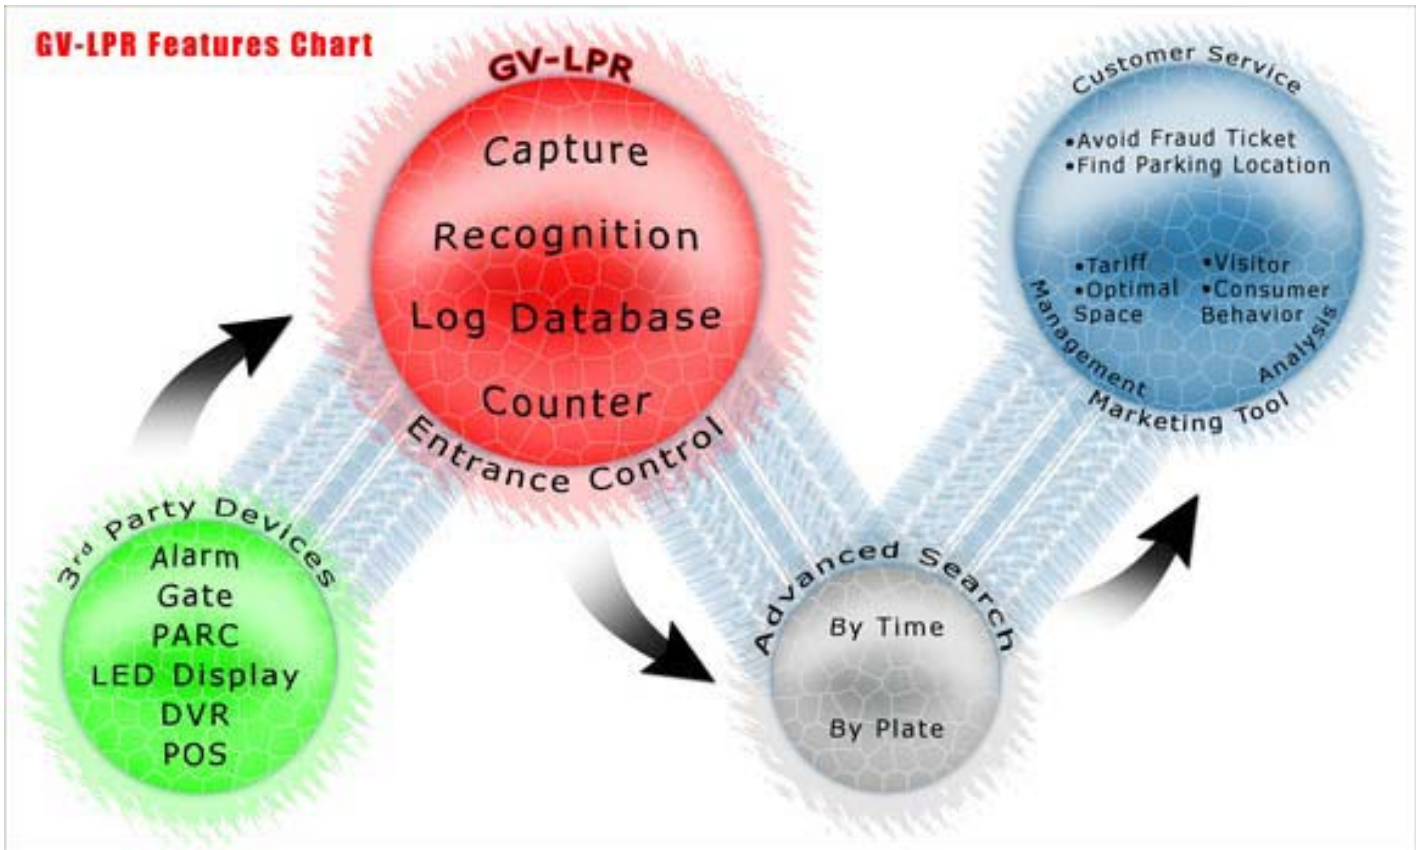 GV-LPR Features Chart
GV-LPR
Capture
Recognition
Log Database
Counter
Entrance Control
3rd Party Devices
Alarm
Gate
PARC
LED Display
DVR
POS
Advanced Search
By Time
By Plate
Customer Service
•Avoid Fraud Ticket
•Find Parking Location
•Tariff
•Optimal
Space
•Visitor
•Consumer
Behavior
Management
Marketing Tool
Analysis